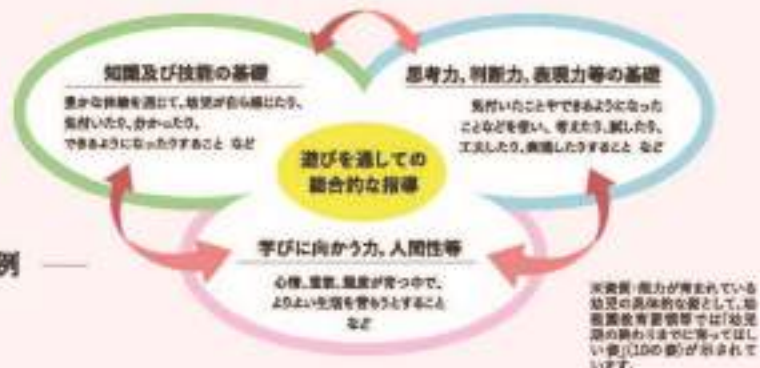 知識及び技能の基礎
豊かな体験を通じて、幼児が自ら感じたり、
気付いたり、分かったり、
できるようになったりすること など
思考力、判断力、表現力等の基礎
気付いたことやできるようになった
ことなどを使い、考えたり、試したり、
工夫したり、表現したりすること など
遊びを通しての
総合的な指導
学びに向かう力、人間性等
心情、意欲、態度が育つ中で、
よりよい生活を営もうとすること
など
例
※資質・能力が育まれている
幼児の具体的な姿として、幼
稚園教育要領等では「幼児
期の終わりまでに育ってほし
い姿」(10の姿)が示されて
います。